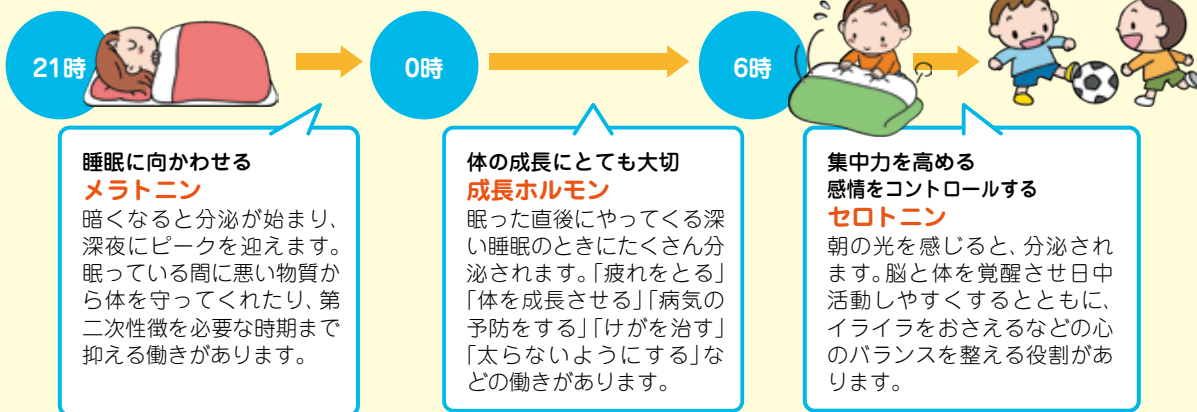 21時
0時
6時
睡眠に向かわせる
メラトニン
暗くなると分泌が始まり、
深夜にピークを迎えます。
眠っている間に悪い物質か
ら体を守ってくれたり、第
二次性徴を必要な時期まで
抑える働きがあります。
体の成長にとても大切
成長ホルモン
眠った直後にやってくる深
い睡眠のときにたくさん分
泌されます。「疲れをとる」
「体を成長させる」「病気の
予防をする」「けがを治す」
「太らないようにする」な
どの働きがあります。
集中力を高める
感情をコントロールする
セロトニン
朝の光を感じると、分泌され
ます。脳と体を覚醒させ日中
活動しやすくするとともに、
イライラをおさえるなどの心
のバランスを整える役割があ
ります。